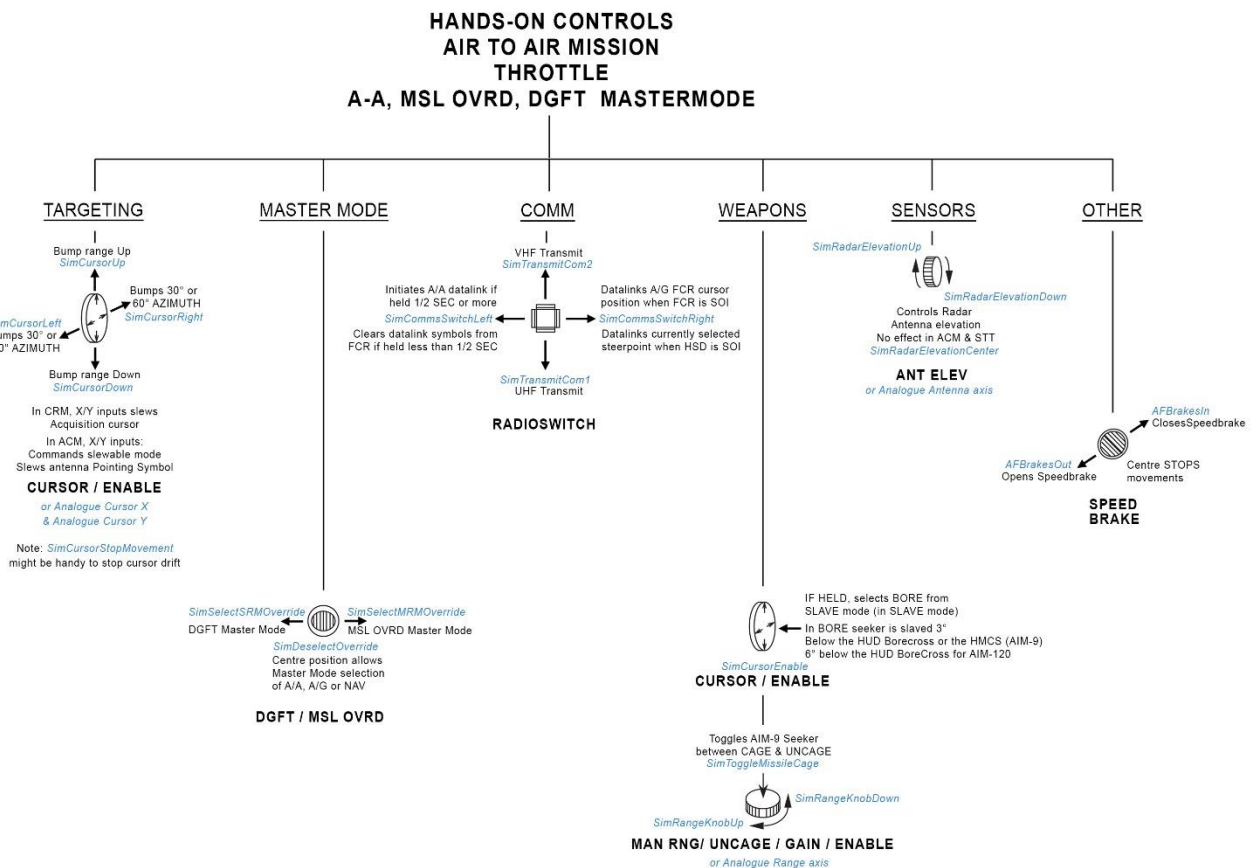 HANDS-ON CONTROLS
AIR TO AIR MISSION
THROTTLE
A-A, MSL OVRD, DGFT MASTERMODE
TARGETING
Bump range Up
SimCursorUp
Bumps 30° or
60° AZIMUTH
SimCursorRight
mCursorLeft
umps 30° or
0° AZIMUTH
Bump range Down
SimCursorDown
In CRM, X/Y inputs slews
Acquisition cursor
In ACM, X/Y inputs:
Commands slewable mode
Slews antenna Pointing Symbol
CURSOR / ENABLE
or Analogue Cursor X
& Analogue Cursor Y
Note: SimCursorStopMovement
might be handy to stop cursor drift
MASTER MODE
SimSelectSRMOverride
DGFT Master Mode
SimSelectMRMOverride
MSL OVRD Master Mode
SimDeselectOverride
Centre position allows
Master Mode selection
of A/A, A/G or NAV
DGFT / MSL OVRD
COMM
VHF Transmit
SimTransmitCom2
Initiates A/A datalink if
held 1/2 SEC or more
SimCommsSwitchLeft
Clears datalink symbols from
FCR if held less than 1/2 SEC
Datalinks A/G FCR cursor
position when FCR is SOI
SimCommsSwitchRight
Datalinks currently selected
steerpoint when HSD is SOI
SimTransmitCom1
UHF Transmit
RADIOSWITCH
WEAPONS
IF HELD, selects BORE from
SLAVE mode (in SLAVE mode)
In BORE seeker is slaved 3°
Below the HUD Borecross or the HMCS (AIM-9)
6° below the HUD BoreCross for AIM-120
SimCursorEnable
CURSOR / ENABLE
Toggles AIM-9 Seeker
between CAGE & UNCAGE
SimToggleMissileCage
SimRangeKnobDown
SimRangeKnobUp
MAN RNG/ UNCAGE / GAIN / ENABLE
or Analogue Range axis
SENSORS
SimRadarElevationUp
SimRadarElevationDown
Controls Radar
Antenna elevation
No effect in ACM & STT
SimRadarElevationCenter
ANT ELEV
or Analogue Antenna axis
OTHER
AFBrakesIn
ClosesSpeedbrake
AFBrakesOut
Opens Speedbrake
Centre STOPS
movements
SPEED
BRAKE